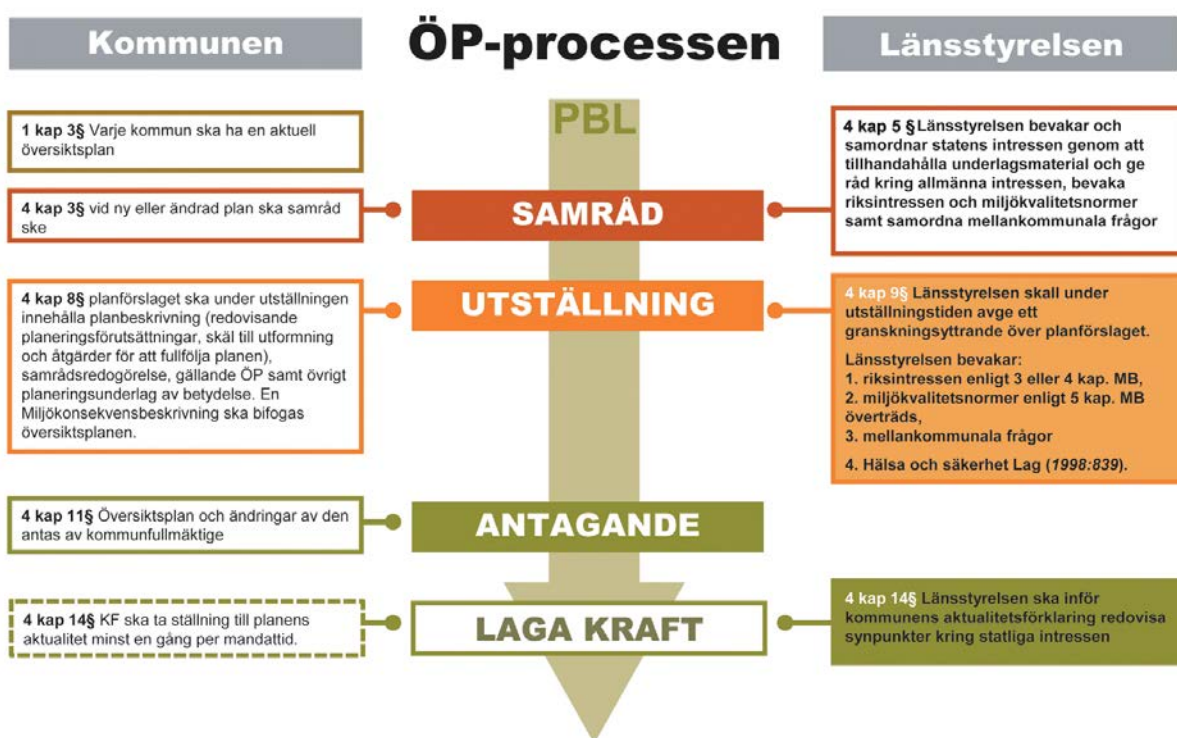 Kommunen
ÖP-processen
Länsstyrelsen
PBL
1 kap 3§ Varje kommun ska ha en aktuell
översiktsplan
4 kap 3§ vid ny eller ändrad plan ska samråd
ske
SAMRÅD
4 kap 5 § Länsstyrelsen bevakar och
samordnar statens intressen genom att
tillhandahålla underlagsmaterial och ge
råd kring allmänna intressen, bevaka
riksintressen och miljökvalitetsnormer
samt samordna mellankommunala frågor
4 kap 8§ planförslaget ska under utställningen
innehålla planbeskrivning (redovisande
planeringsförutsättningar, skäl till utformning
och åtgärder för att fullfölja planen),
samrådsredogörelse, gällande ÖP samt övrigt
planeringsunderlag av betydelse. En
Miljökonsekvensbeskrivning ska bifogas
översiktsplanen.
UTSTÄLLNING
4 kap 9§ Länsstyrelsen skall under
utställningstiden avge ett
granskningsyttrande över planförslaget.
Länsstyrelsen bevakar:
1. riksintressen enligt 3 eller 4 kap. MB,
2. miljökvalitetsnormer enligt 5 kap. MB
överträds,
3. mellankommunala frågor
4. Hälsa och säkerhet Lag (1998:839).
4 kap 11§ Översiktsplan och ändringar av den
antas av kommunfullmäktige
ANTAGANDE
4 kap 14§ KF ska ta ställning till planens
aktualitet minst en gång per mandattid.
LAGA KRAFT
4 kap 14§ Länsstyrelsen ska inför
kommunens aktualitetsförklaring redovisa
synpunkter kring statliga intressen